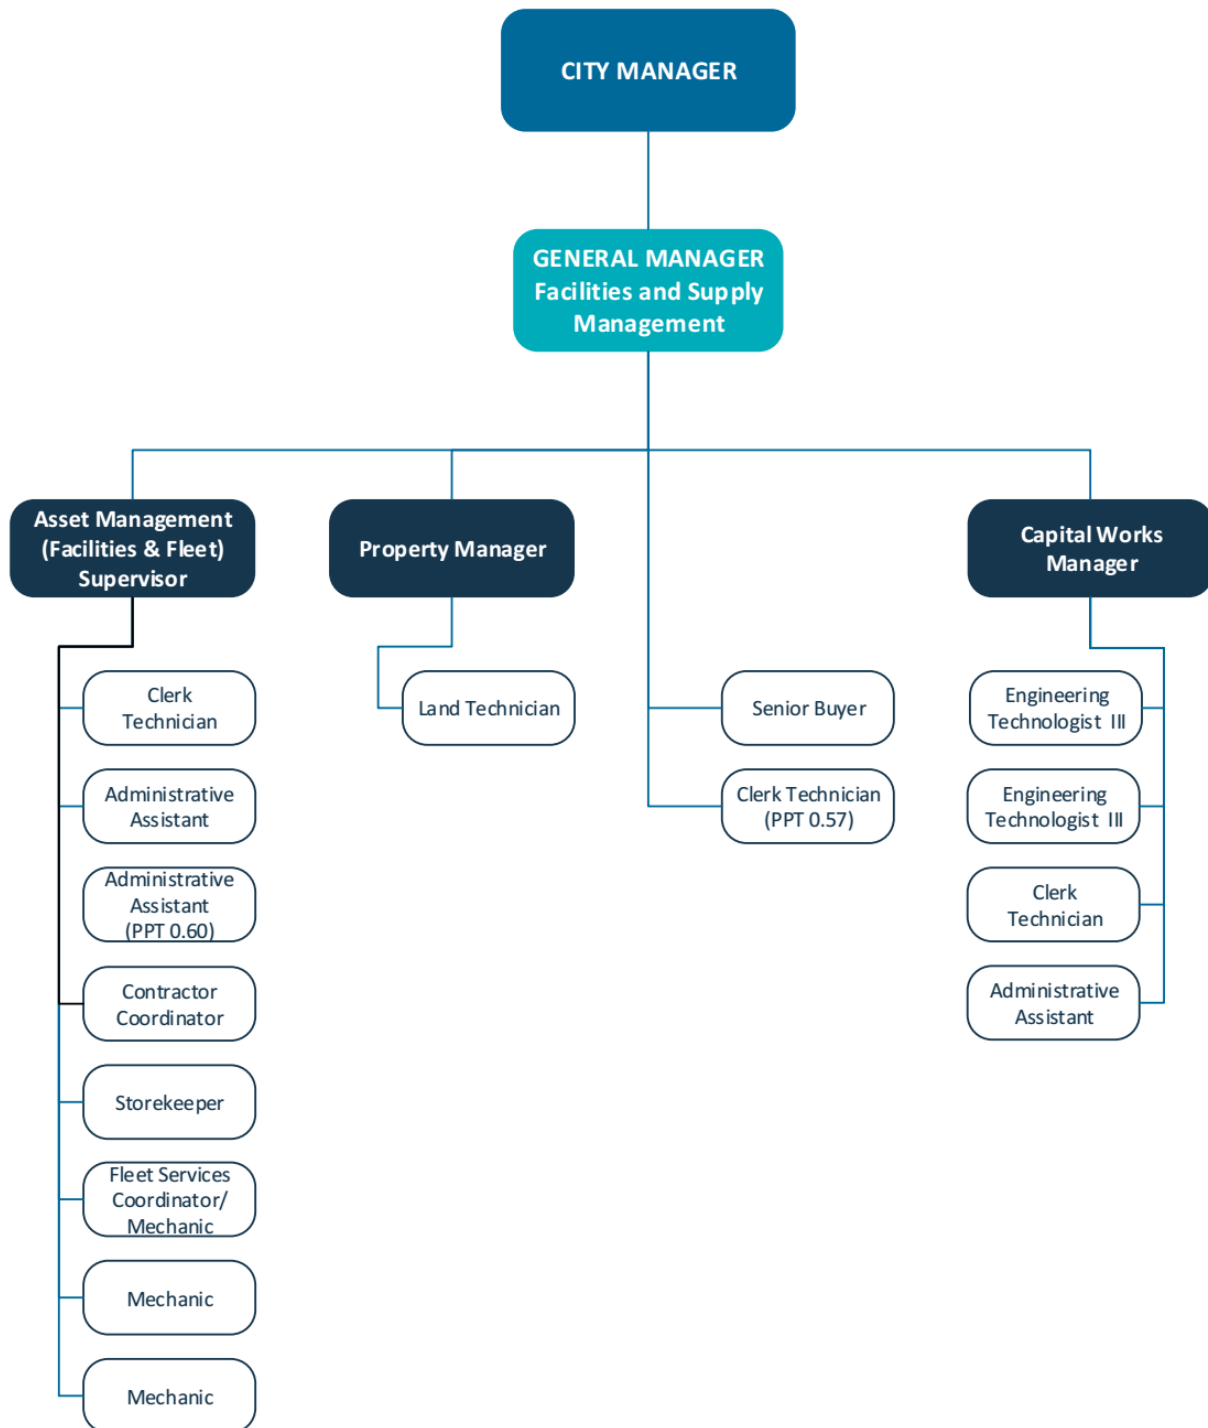 CITY MANAGER
GENERAL MANAGER
Facilities and Supply
Management
Asset Management
(Facilities & Fleet)
Supervisor
Property Manager
Capital Works
Manager
Clerk
Technician
Administrative
Assistant
Administrative
Assistant
(PPT 0.60)
Contractor
Coordinator
Storekeeper
Fleet Services
Coordinator/
Mechanic
Mechanic
Mechanic
Land Technician
Senior Buyer
Clerk Technician
(PPT 0.57)
Engineering
Technologist III
Engineering
Technologist III
Clerk
Technician
Administrative
Assistant